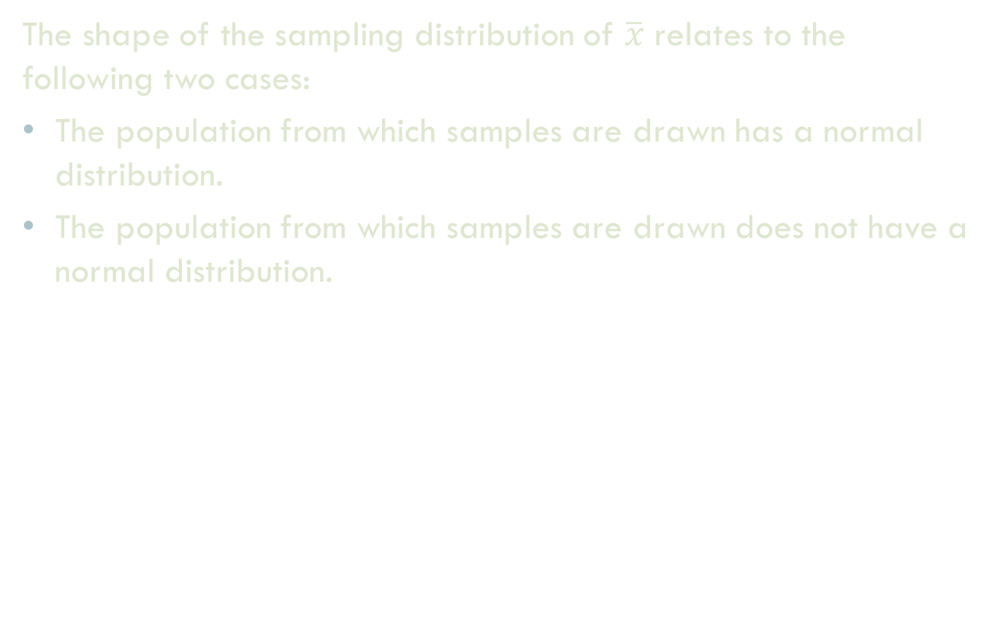 The shape of the sampling distribution of x̅ relates to the
following two cases:
• The population from which samples are drawn has a normal
distribution.
• The population from which samples are drawn does not have a
normal distribution.